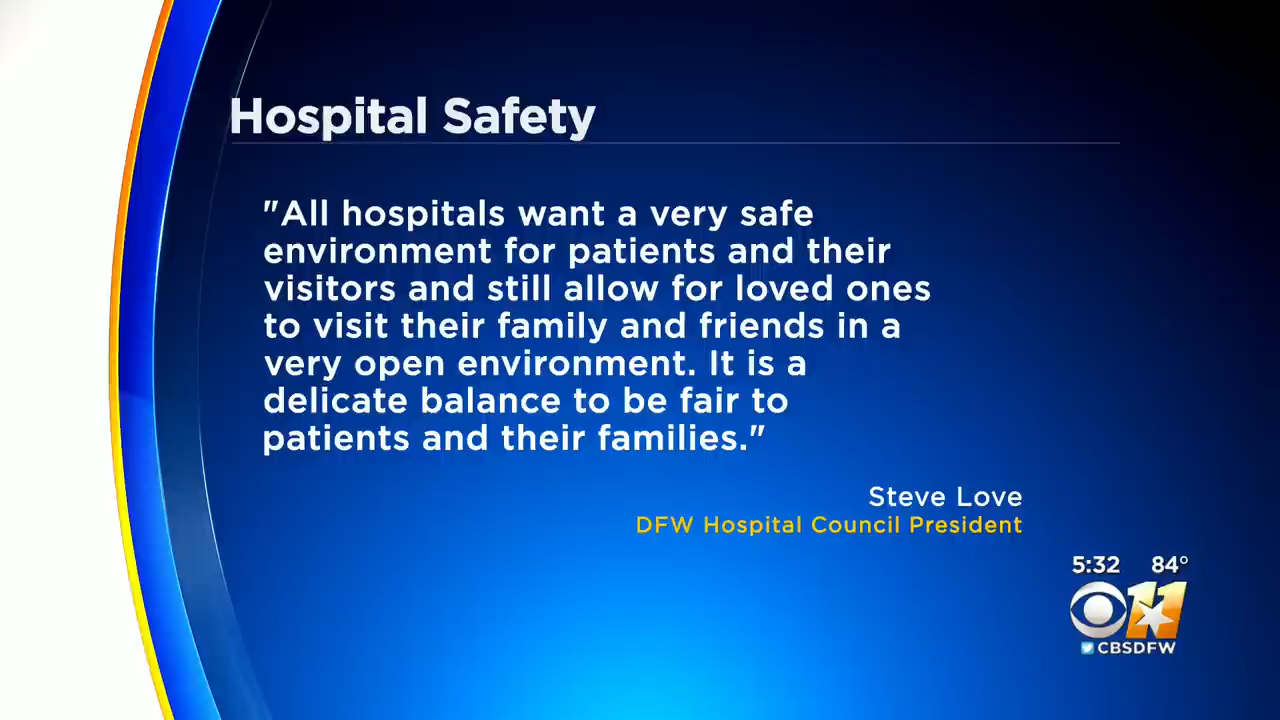 Hospital Safety
"All hospitals want a very safe
environment for patients and their
visitors and still allow for loved ones
to visit their family and friends in a
very open environment. It is a
delicate balance to be fair to
patients and their families."
Steve Love
DFW Hospital Council President
5:32 84°
11
CBSDFW